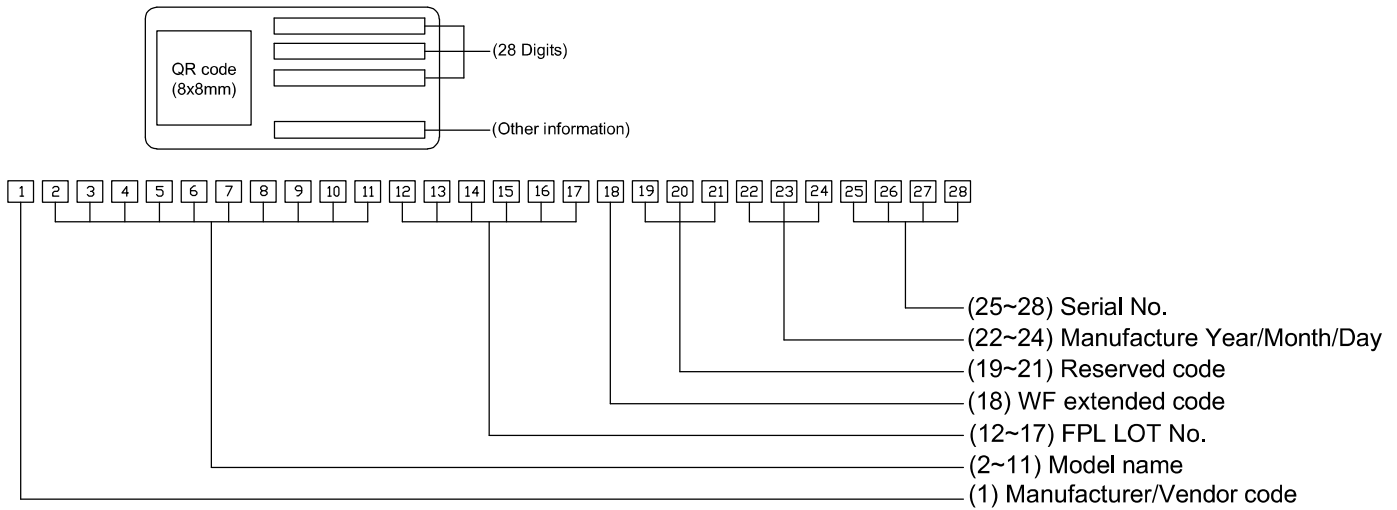 QR code
(8x8mm)
(28 Digits)
(Other information)
1 2 3 4 5 6 7 8 9 10 11 12 13 14 15 16 17 18 19 20 21 22 23 24 25 26 27 28
(25~28) Serial No.
(22~24) Manufacture Year/Month/Day
(19~21) Reserved code
(18) WF extended code
(12~17) FPL LOT No.
(2~11) Model name
(1) Manufacturer/Vendor code